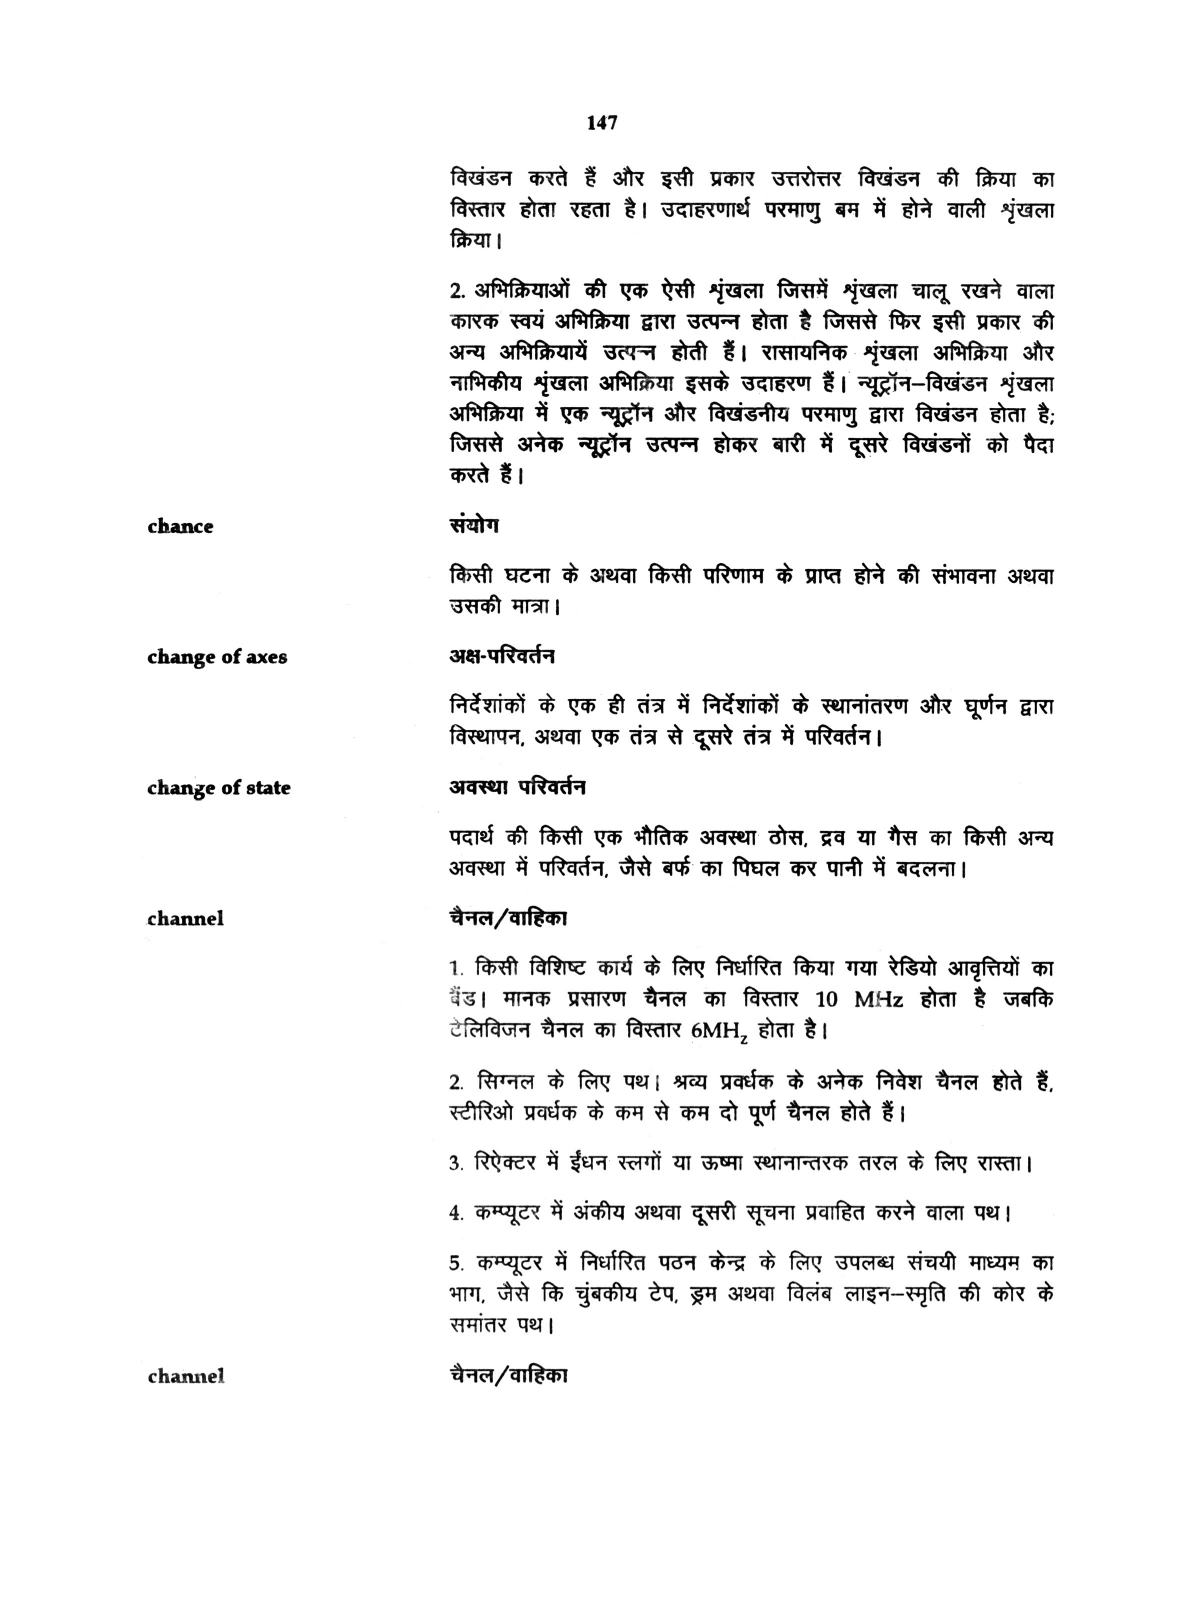 147
विखंडन करते हैं और इसी प्रकार उत्तरोत्तर विखंडन की क्रिया का
विस्तार होता रहता है। उदाहरणार्थ परमाणु बम में होने वाली शृंखला
क्रिया।
2. अभिक्रियाओं की एक ऐसी शृंखला जिसमें शृंखला चालू रखने वाला
कारक स्वयं अभिक्रिया द्वारा उत्पन्न होता है जिससे फिर इसी प्रकार की
अन्य अभिक्रियायें उत्पन्न होती हैं। रासायनिक शृंखला अभिक्रिया और
नाभिकीय शृंखला अभिक्रिया इसके उदाहरण हैं। न्यूट्रॉन–विखंडन शृंखला
अभिक्रिया में एक न्यूट्रॉन और विखंडनीय परमाणु द्वारा विखंडन होता है;
जिससे अनेक न्यूट्रॉन उत्पन्न होकर बारी में दूसरे विखंडनों को पैदा
करते हैं।
chance संयोग
किसी घटना के अथवा किसी परिणाम के प्राप्त होने की संभावना अथवा
उसकी मात्रा।
change of axes अक्ष-परिवर्तन
निर्देशांकों के एक ही तंत्र में निर्देशांकों के स्थानांतरण और घूर्णन द्वारा
विस्थापन, अथवा एक तंत्र से दूसरे तंत्र में परिवर्तन।
change of state अवस्था परिवर्तन
पदार्थ की किसी एक भौतिक अवस्था ठोस, द्रव या गैस का किसी अन्य
अवस्था में परिवर्तन, जैसे बर्फ का पिघल कर पानी में बदलना।
channel चैनल/वाहिका
1. किसी विशिष्ट कार्य के लिए निर्धारित किया गया रेडियो आवृत्तियों का
बैंड। मानक प्रसारण चैनल का विस्तार 10 MHz होता है जबकि
टेलिविजन चैनल का विस्तार 6MHz होता है।
2. सिग्नल के लिए पथ। श्रव्य प्रवर्धक के अनेक निवेश चैनल होते हैं,
स्टीरिओ प्रवर्धक के कम से कम दो पूर्ण चैनल होते हैं।
3. रिऐक्टर में ईंधन स्लगों या ऊष्मा स्थानान्तरक तरल के लिए रास्ता।
4. कम्प्यूटर में अंकीय अथवा दूसरी सूचना प्रवाहित करने वाला पथ।
5. कम्प्यूटर में निर्धारित पठन केन्द्र के लिए उपलब्ध संचयी माध्यम का
भाग, जैसे कि चुंबकीय टेप, ड्रम अथवा विलंब लाइन–स्मृति की कोर के
समांतर पथ।
channel चैनल/वाहिका